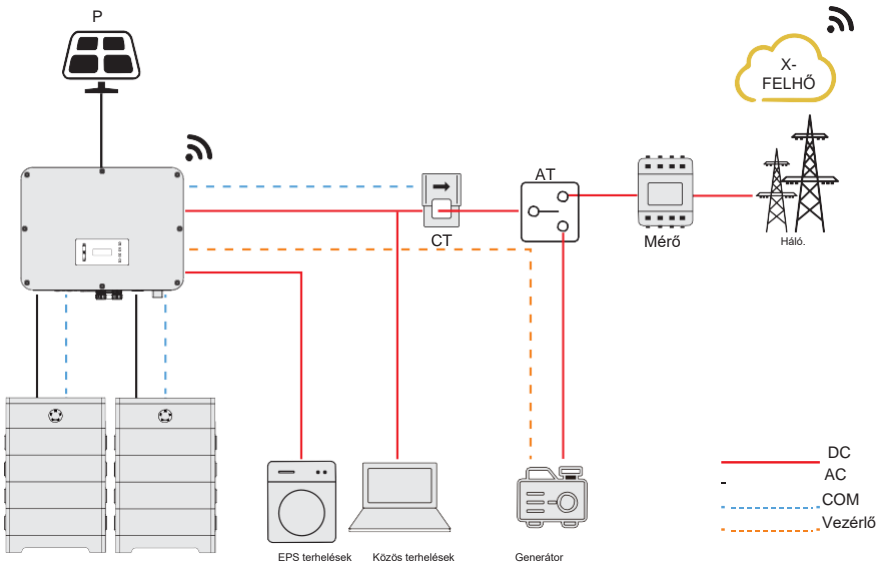 P
X-
FELHŐ
AT
CT
Mérő
Háló.
DC
AC
COM
Vezérlő
EPS terhelések
Közös terhelések
Generátor